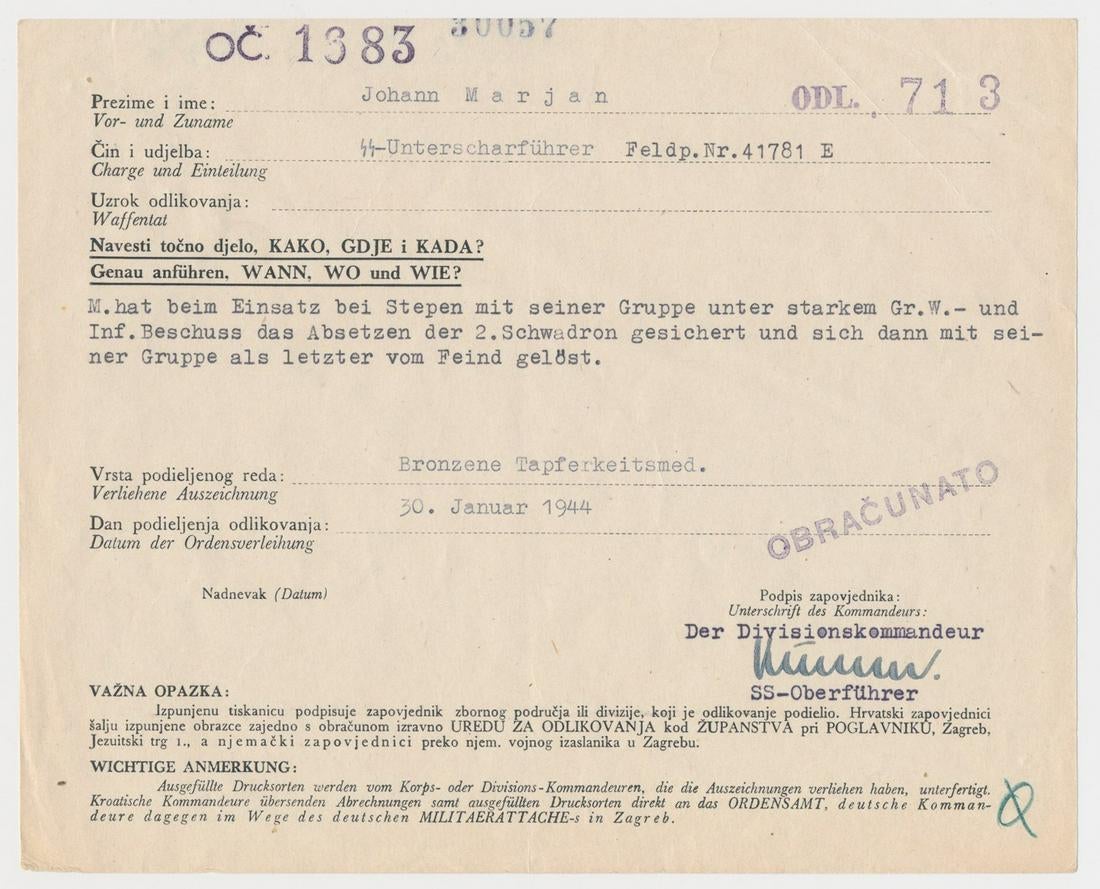 OČ. 1383 30057
Prezime i ime: Johann Marjan ODL. 713
Vor- und Zuname
Čin i udjelba: ᛋᛋ-Unterscharführer Feldp.Nr.41781 E
Charge und Einteilung
Uzrok odlikovanja:
Waffentat
Navesti točno djelo, KAKO, GDJE i KADA?
Genau anführen, WANN, WO und WIE?
M.hat beim Einsatz bei Stepen mit seiner Gruppe unter starkem Gr.W.- und
Inf.Beschuss das Absetzen der 2.Schwadron gesichert und sich dann mit sei-
ner Gruppe als letzter vom Feind gelöst.
Vrsta podieljenog reda: Bronzene Tapferkeitsmed.
Verliehene Auszeichnung
Dan podieljenja odlikovanja: 30. Januar 1944
Datum der Ordensverleihung
OBRAČUNATO
Nadnevak (Datum) Podpis zapovjednika:
Unterschrift des Kommandeurs:
Der Divisionskommandeur
SS-Oberführer
VAŽNA OPAZKA:
Izpunjenu tiskanicu podpisuje zapovjednik zbornog područja ili divizije, koji je odlikovanje podielio. Hrvatski zapovjednici
šalju izpunjene obrazce zajedno s obračunom izravno UREDU ZA ODLIKOVANJA kod ŽUPANSTVA pri POGLAVNIKU, Zagreb,
Jezuitski trg 1., a njemački zapovjednici preko njem. vojnog izaslanika u Zagrebu.
WICHTIGE ANMERKUNG:
Ausgefüllte Drucksorten werden vom Korps- oder Divisions-Kommandeuren, die die Auszeichnungen verliehen haben, unterfertigt.
Kroatische Kommandeure übersenden Abrechnungen samt ausgefüllten Drucksorten direkt an das ORDENSAMT, deutsche Komman-
deure dagegen im Wege des deutschen MILITAERATTACHE-s in Zagreb.